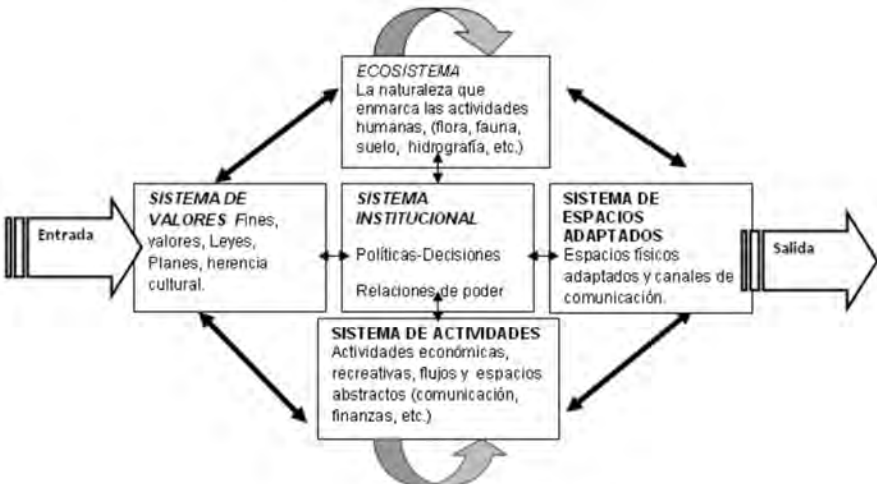 ECOSISTEMA
La naturaleza que
enmarca las actividades
humanas, (flora, fauna,
suelo, hidrografía, etc.)
Entrada
SISTEMA DE
VALORES Fines,
valores, Leyes,
Planes, herencia
cultural.
SISTEMA
INSTITUCIONAL
Políticas-Decisiones
Relaciones de poder
SISTEMA DE
ESPACIOS
ADAPTADOS
Espacios físicos
adaptados y canales de
comunicación.
Salida
SISTEMA DE ACTIVIDADES
Actividades económicas,
recreativas, flujos y espacios
abstractos (comunicación,
finanzas, etc.)